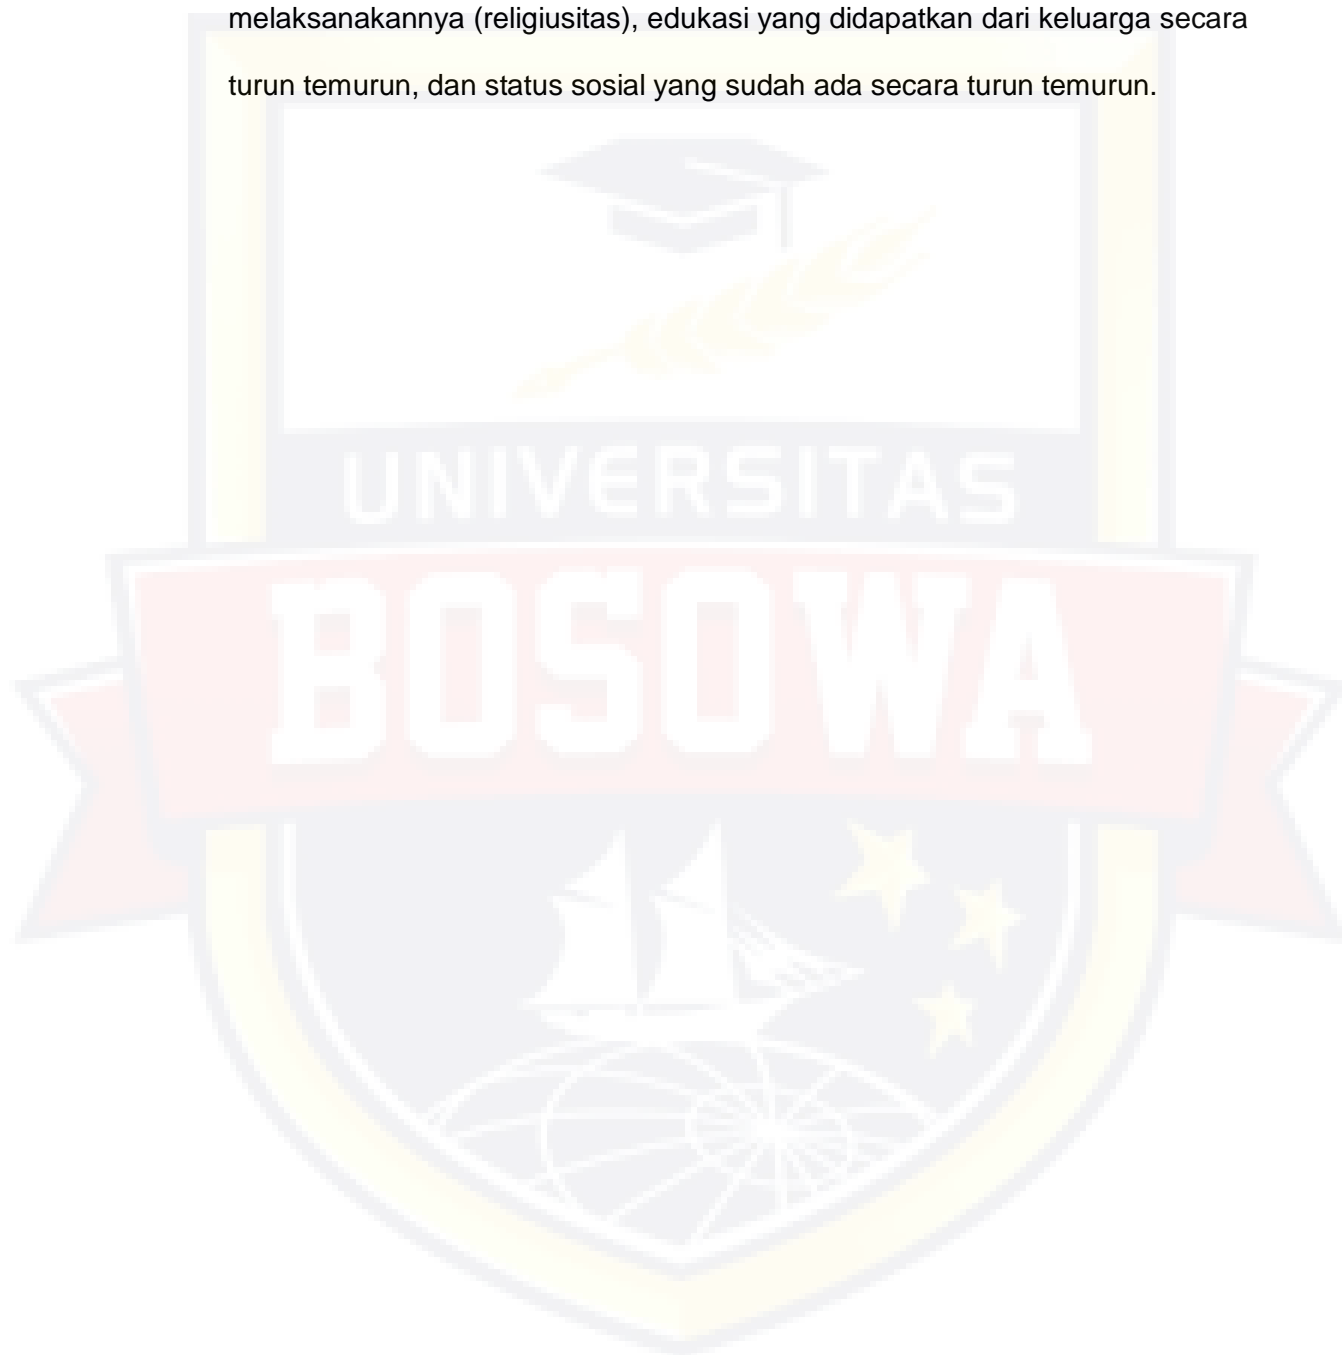 melaksanakannya (religiusitas), edukasi yang didapatkan dari keluarga secara
turun temurun, dan status sosial yang sudah ada secara turun temurun.
UNIVERSITAS
BOSOWA